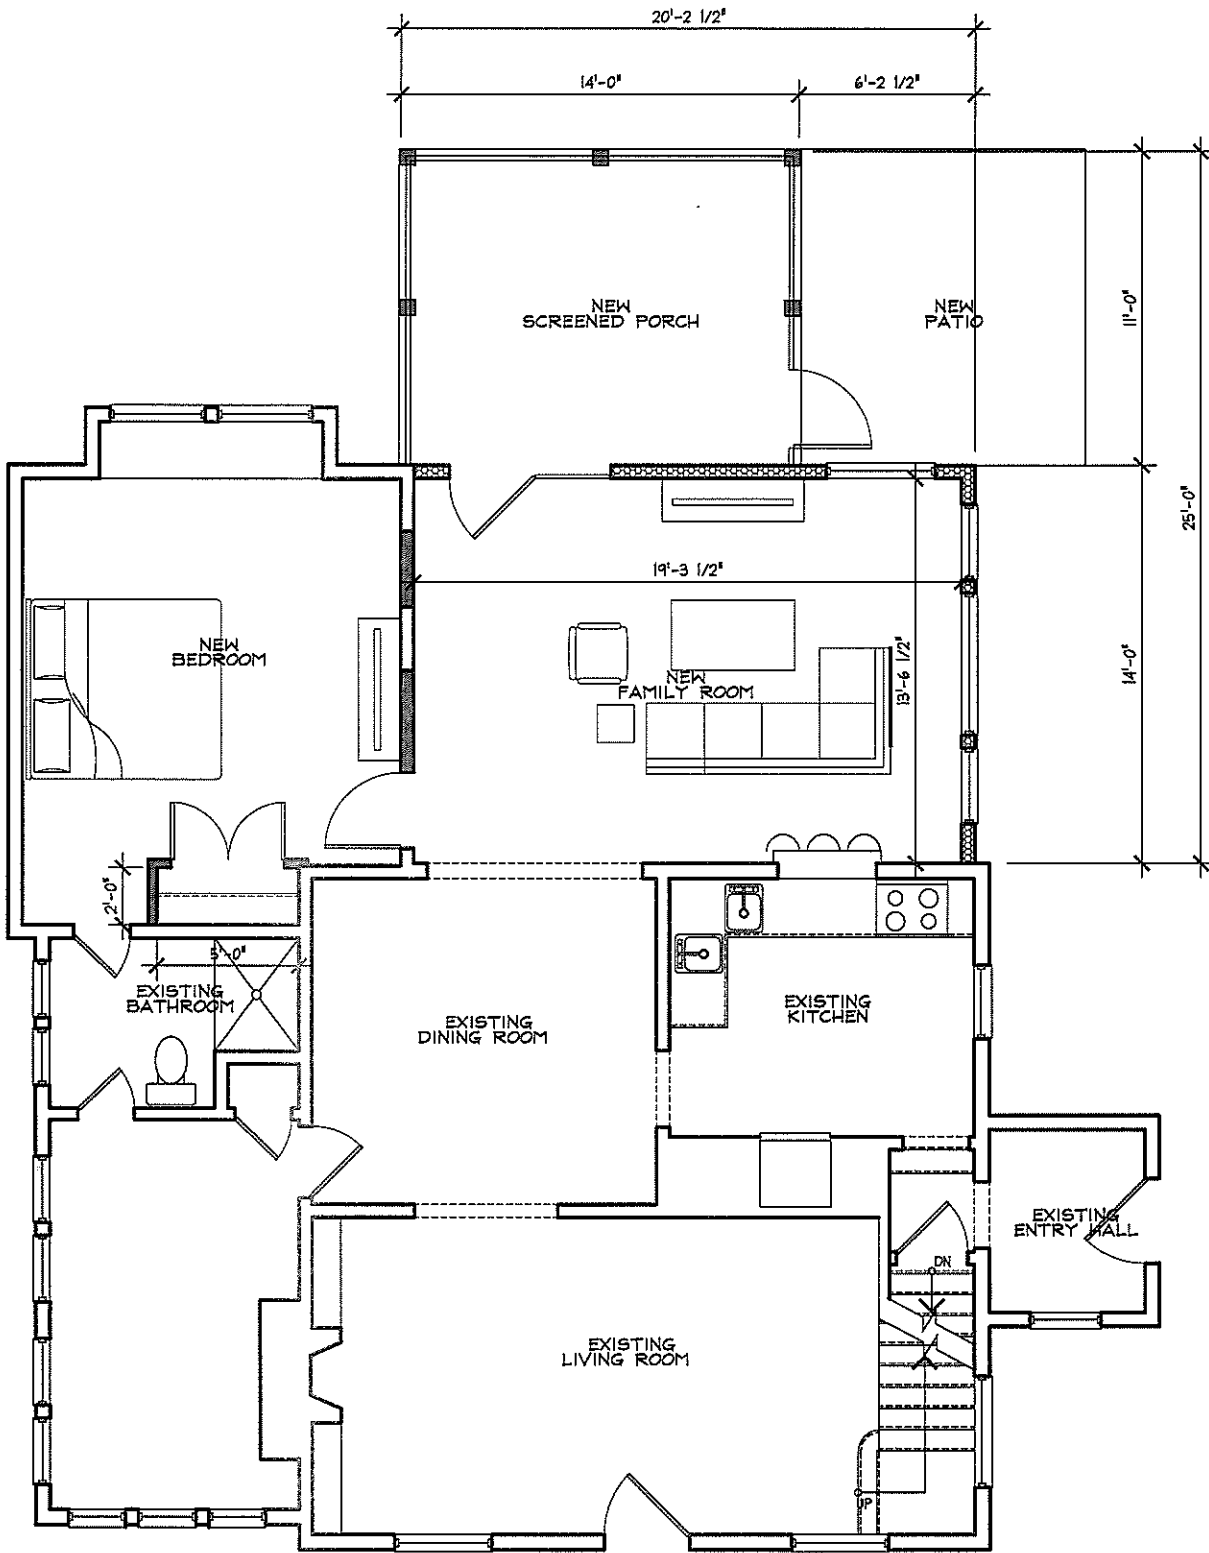 20'-2 1/2"
14'-0"
6'-2 1/2"
NEW
SCREENED PORCH
NEW
PATIO
11'-0"
25'-0"
19'-3 1/2"
NEW
BEDROOM
NEW
FAMILY ROOM
13'-6 1/2"
14'-0"
2'-0"
5'-0"
EXISTING
BATHROOM
EXISTING
DINING ROOM
EXISTING
KITCHEN
EXISTING
ENTRY HALL
DN
EXISTING
LIVING ROOM
UP